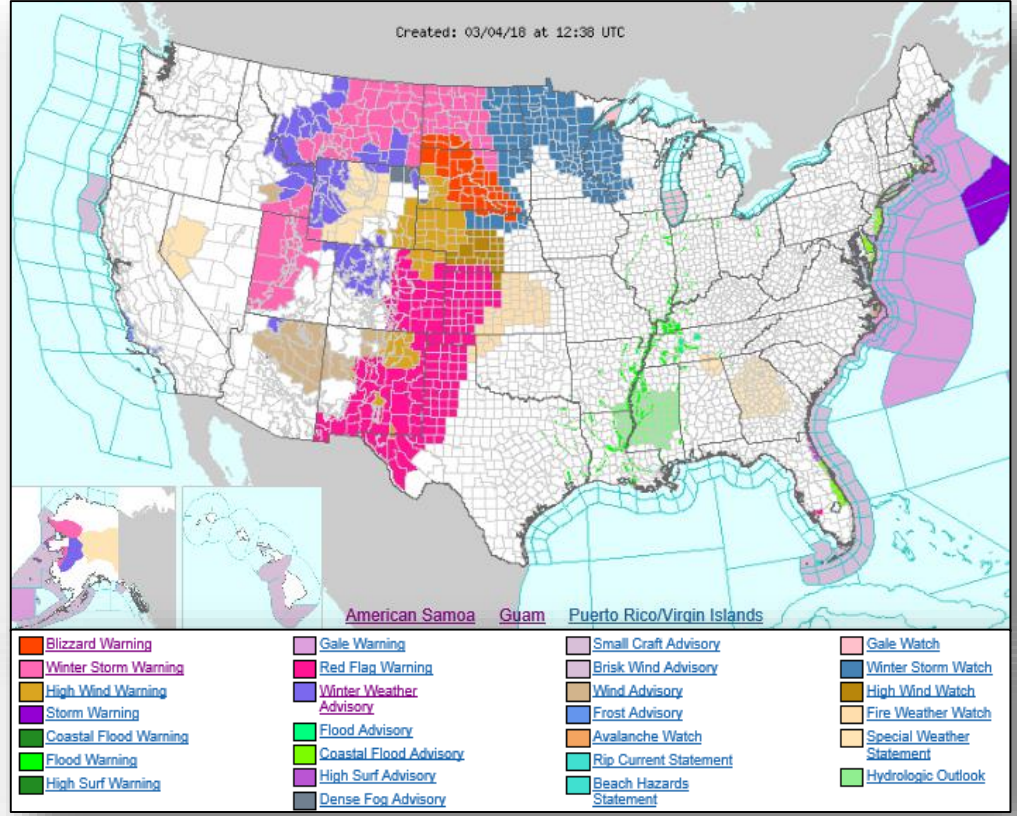 Created: 03/04/18 at 12:38 UTC
American Samoa Guam Puerto Rico/Virgin Islands
Blizzard Warning
Winter Storm Warning
High Wind Warning
Storm Warning
Coastal Flood Warning
Flood Warning
High Surf Warning
Gale Warning
Red Flag Warning
Winter Weather
Advisory
Flood Advisory
Coastal Flood Advisory
High Surf Advisory
Dense Fog Advisory
Small Craft Advisory
Brisk Wind Advisory
Wind Advisory
Frost Advisory
Avalanche Watch
Rip Current Statement
Beach Hazards
Statement
Gale Watch
Winter Storm Watch
High Wind Watch
Fire Weather Watch
Special Weather
Statement
Hydrologic Outlook